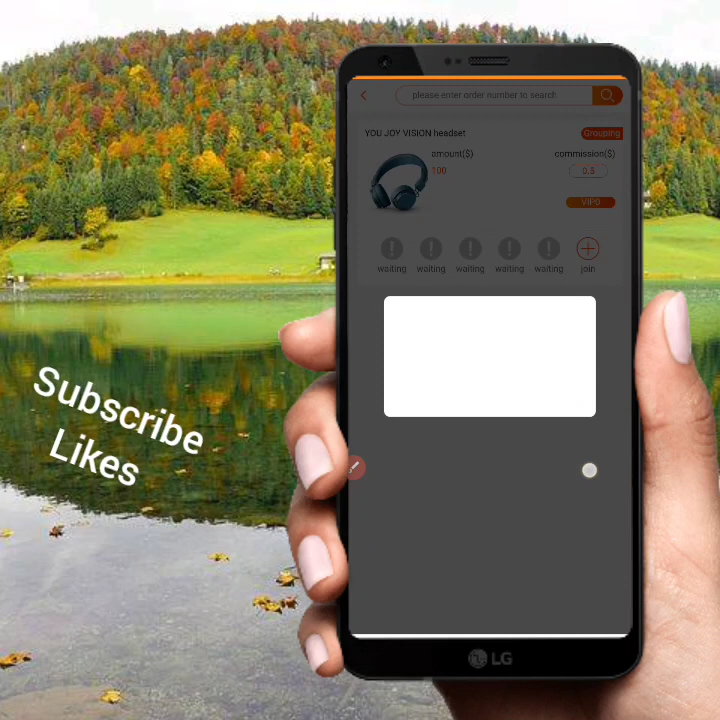 please enter order number to search
YOU JOY VISION headset
Grouping
amount($)
commission($)
100
0.5
VIP0
waiting
waiting
waiting
waiting
waiting
join
Subscribe
Likes
LG